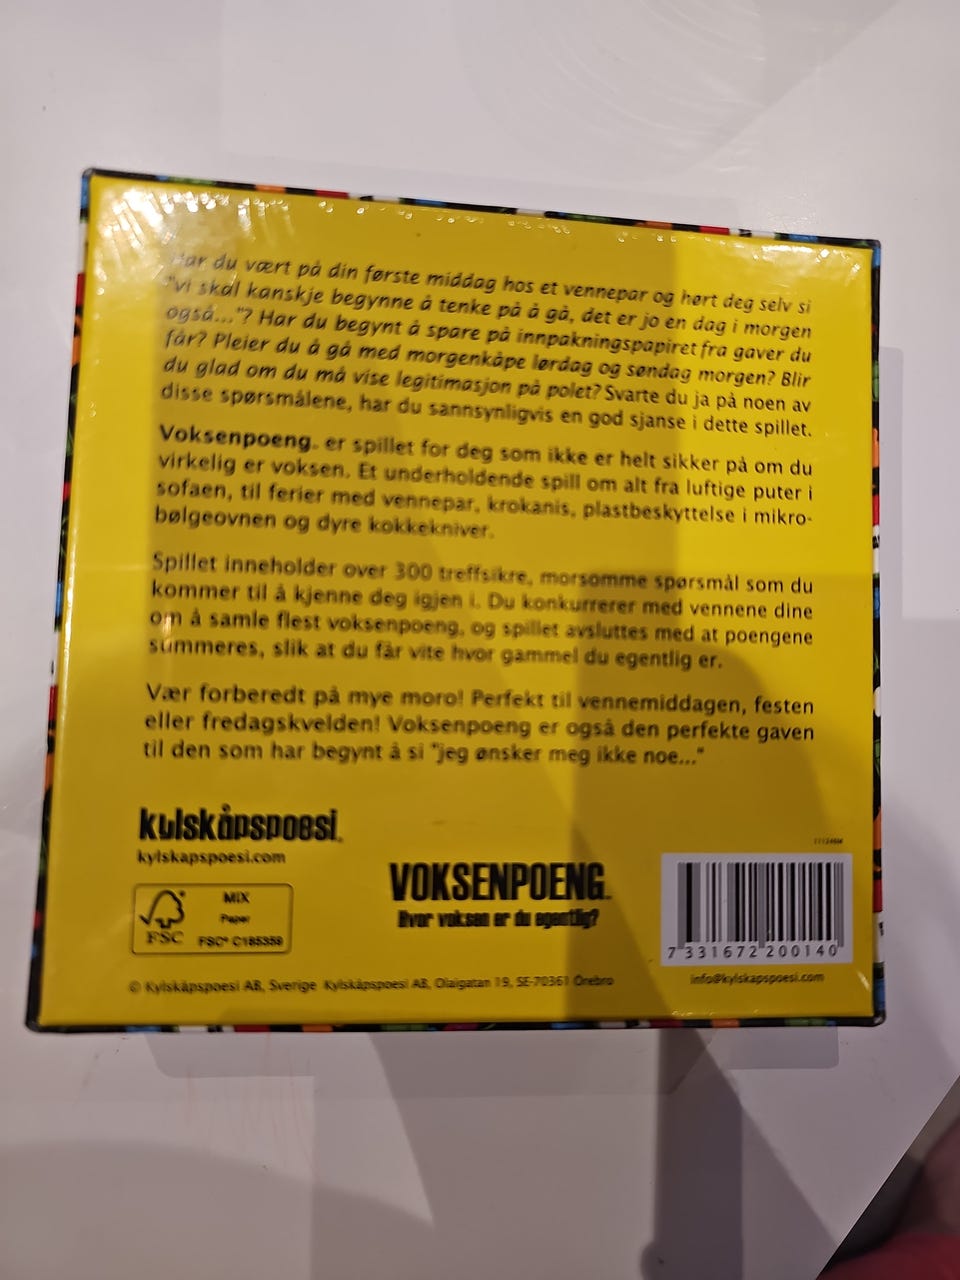 Har du vært på din første middag hos et vennepar og hørt deg selv si
"vi skal kanskje begynne å tenke på å gå, det er jo en dag i morgen
også..."? Har du begynt å spare på innpakningspapiret fra gaver du
får? Pleier du å gå med morgenkåpe lørdag og søndag morgen? Blir
du glad om du må vise legitimasjon på polet? Svarte du ja på noen av
disse spørsmålene, har du sannsynligvis en god sjanse i dette spillet.
Voksenpoeng. er spillet for deg som ikke er helt sikker på om du
virkelig er voksen. Et underholdende spill om alt fra luftige puter i
sofaen, til ferier med vennepar, krokanis, plastbeskyttelse i mikro-
bølgeovnen og dyre kokkekniver.
Spillet inneholder over 300 treffsikre, morsomme spørsmål som du
kommer til å kjenne deg igjen i. Du konkurrerer med vennene dine
om å samle flest voksenpoeng, og spillet avsluttes med at poengene
summeres, slik at du får vite hvor gammel du egentlig er.
Vær forberedt på mye moro! Perfekt til vennemiddagen, festen
eller fredagskvelden! Voksenpoeng er også den perfekte gaven
til den som har begynt å si "jeg ønsker meg ikke noe..."
kylskåpspoesi.
kylskapspoesi.com
MIX
Paper
FSC
FSC® C185359
VOKSENPOENG.
Hvor voksen er du egentlig?
7 331672 200140
© Kylskåpspoesi AB, Sverige Kylskåpspoesi AB, Olaigatan 19, SE-70361 Örebro
info@kylskapspoesi.com